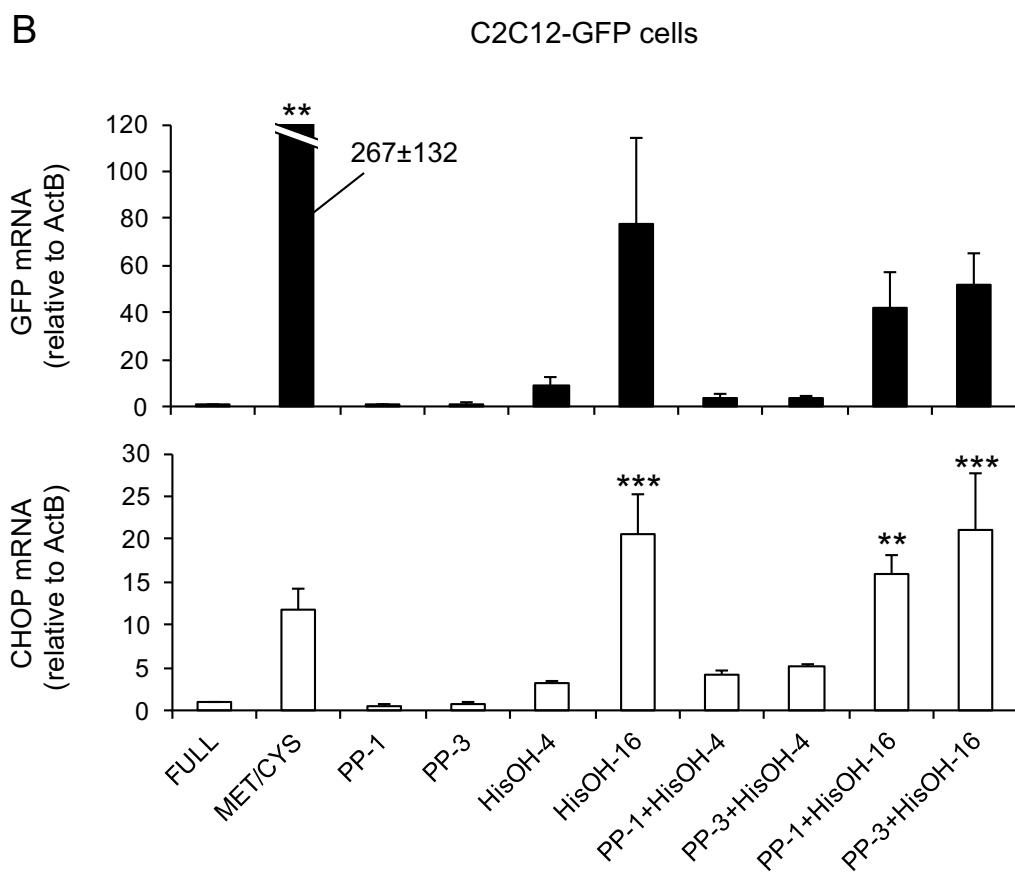 B
C2C12-GFP cells
GFP mRNA
(relative to ActB)
120
100
80
60
40
20
0
**
267±132
CHOP mRNA
(relative to ActB)
30
25
20
15
10
5
0
***
**
***
FULL
MET/CYS
PP-1
PP-3
HisOH-4
HisOH-16
PP-1+HisOH-4
PP-3+HisOH-4
PP-1+HisOH-16
PP-3+HisOH-16